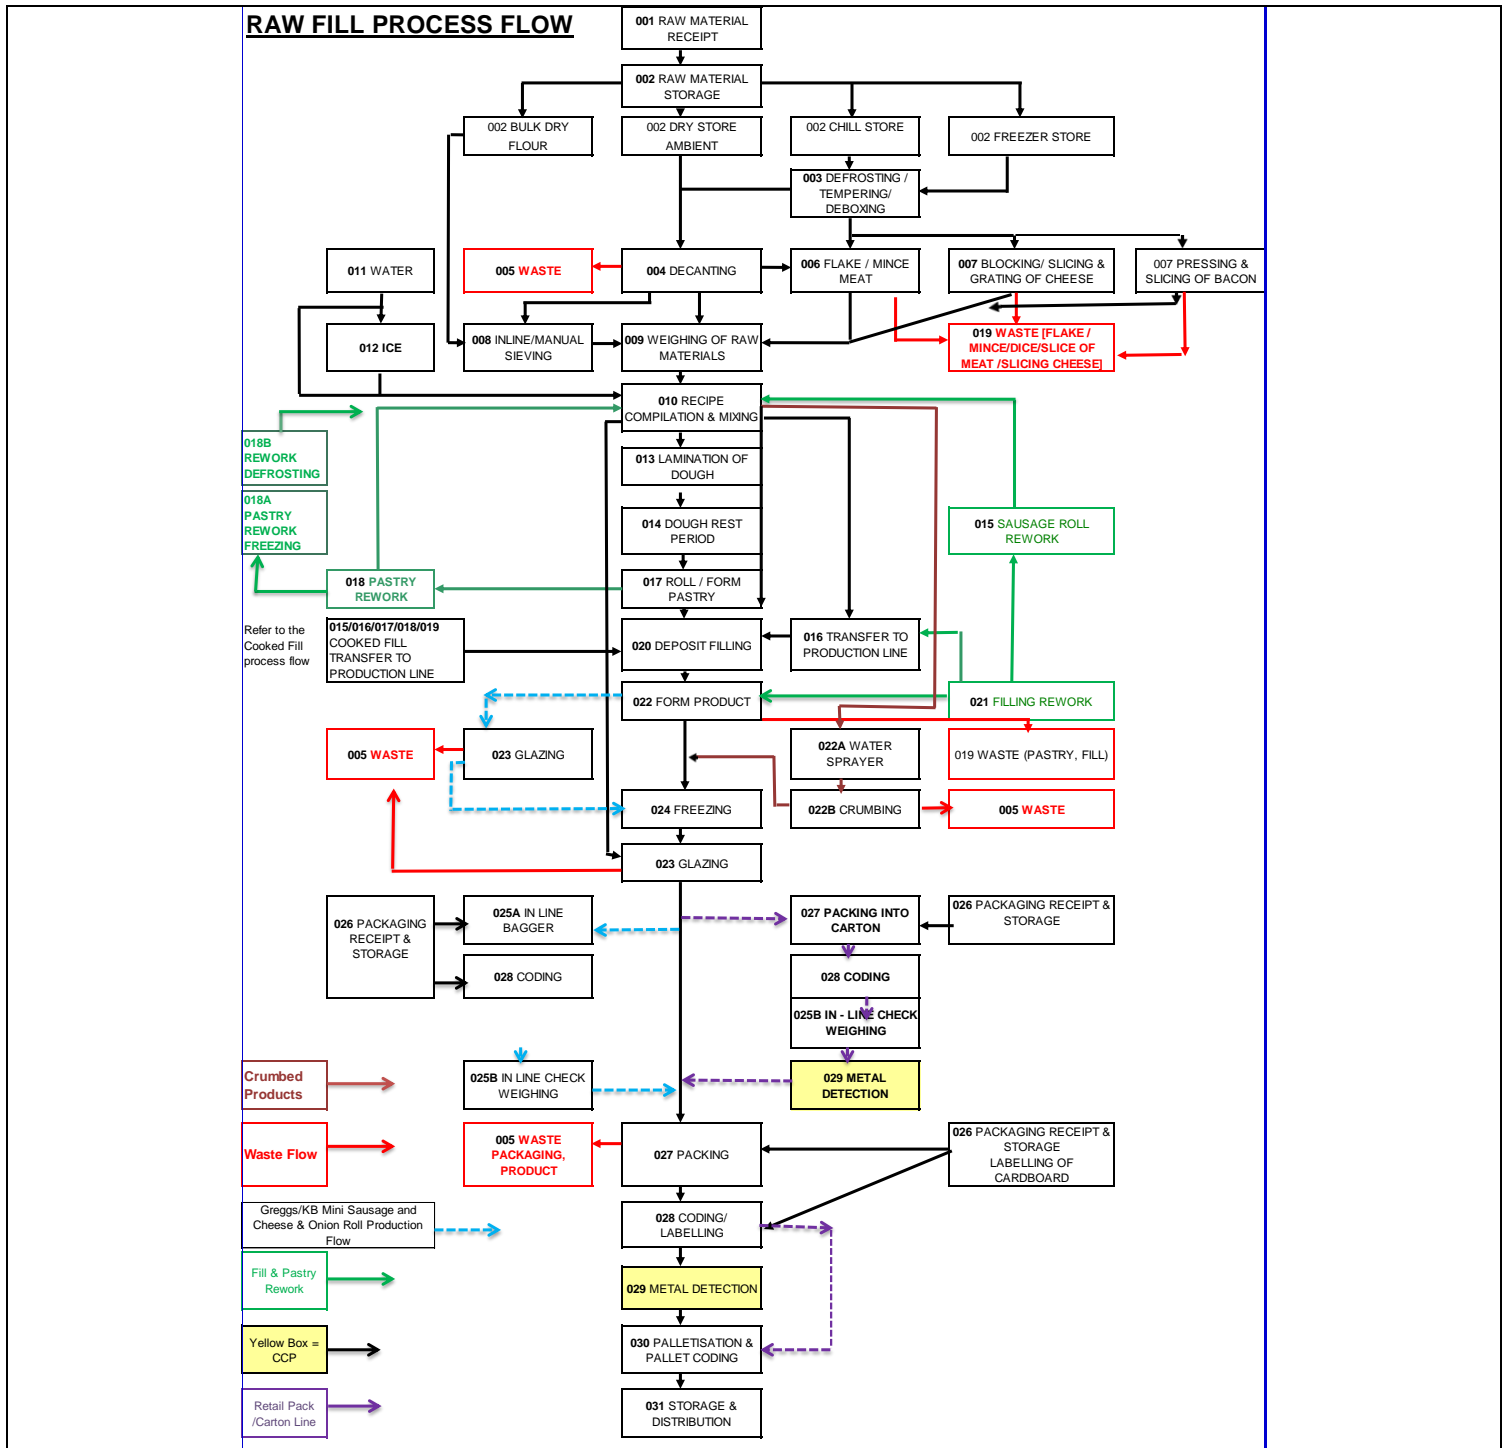 RAW FILL PROCESS FLOW
001 RAW MATERIAL
RECEIPT
002 RAW MATERIAL
STORAGE
002 BULK DRY
FLOUR
002 DRY STORE
AMBIENT
002 CHILL STORE
002 FREEZER STORE
003 DEFROSTING /
TEMPERING/
DEBOXING
011 WATER
005 WASTE
004 DECANTING
006 FLAKE / MINCE
MEAT
007 BLOCKING/ SLICING &
GRATING OF CHEESE
007 PRESSING &
SLICING OF BACON
012 ICE
008 INLINE/MANUAL
SIEVING
009 WEIGHING OF RAW
MATERIALS
019 WASTE [FLAKE /
MINCE/DICE/SLICE OF
MEAT /SLICING CHEESE]
010 RECIPE
COMPILATION & MIXING
018B
REWORK
DEFROSTING
013 LAMINATION OF
DOUGH
018A
PASTRY
REWORK
FREEZING
014 DOUGH REST
PERIOD
015 SAUSAGE ROLL
REWORK
018 PASTRY
REWORK
017 ROLL / FORM
PASTRY
Refer to the
Cooked Fill
process flow
015/016/017/018/019
COOKED FILL
TRANSFER TO
PRODUCTION LINE
020 DEPOSIT FILLING
016 TRANSFER TO
PRODUCTION LINE
022 FORM PRODUCT
021 FILLING REWORK
005 WASTE
023 GLAZING
022A WATER
SPRAYER
019 WASTE (PASTRY, FILL)
024 FREEZING
022B CRUMBING
005 WASTE
023 GLAZING
026 PACKAGING
RECEIPT &
STORAGE
025A IN LINE
BAGGER
027 PACKING INTO
CARTON
026 PACKAGING RECEIPT &
STORAGE
028 CODING
028 CODING
025B IN - LINE CHECK
WEIGHING
Crumbed
Products
025B IN LINE CHECK
WEIGHING
029 METAL
DETECTION
Waste Flow
005 WASTE
PACKAGING,
PRODUCT
027 PACKING
026 PACKAGING RECEIPT &
STORAGE
LABELLING OF
CARDBOARD
Greggs/KB Mini Sausage and
Cheese & Onion Roll Production
Flow
028 CODING/
LABELLING
Fill & Pastry
Rework
029 METAL DETECTION
Yellow Box =
CCP
030 PALLETISATION &
PALLET CODING
Retail Pack
/Carton Line
031 STORAGE &
DISTRIBUTION